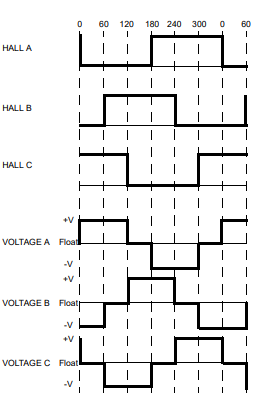 0 60 120 180 240 300 0 60
HALL A
HALL B
HALL C
+V
VOLTAGE A Float
-V
+V
VOLTAGE B Float
-V
+V
VOLTAGE C Float
-V